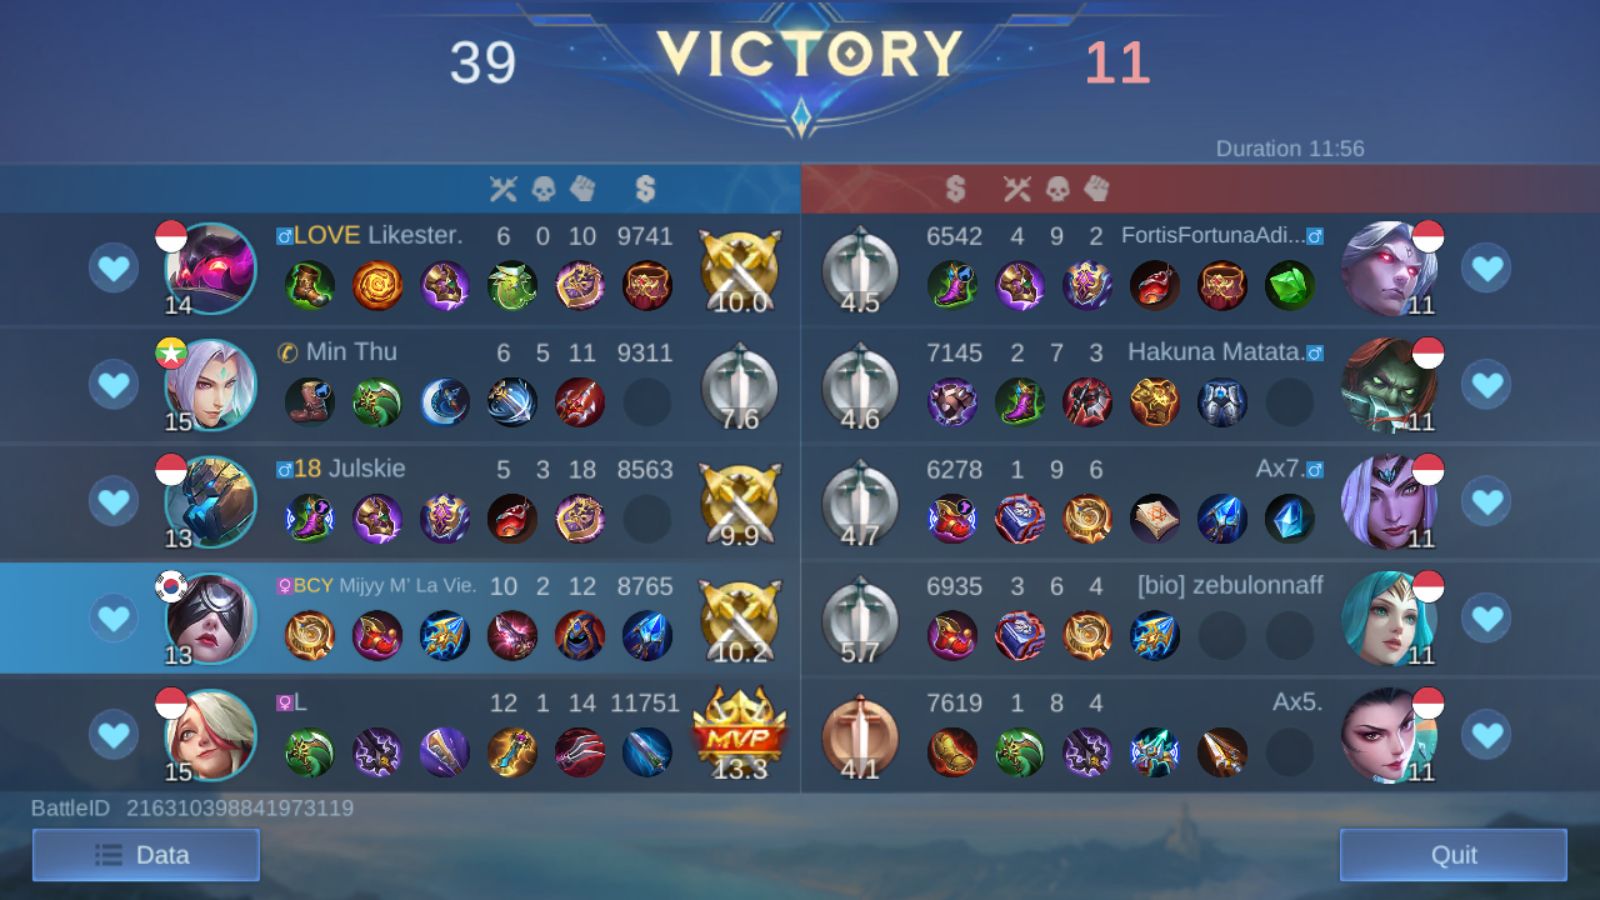 39 VICTORY 11
Duration 11:56
LOVE Likester. 6 0 10 9741
14 10.0
4.5 6542 4 9 2 FortisFortunaAdi...
11
Min Thu 6 5 11 9311
15 7.6
4.6 7145 2 7 3 Hakuna Matata.
11
18 Julskie 5 3 18 8563
13 9.9
4.7 6278 1 9 6 Ax7.
11
BCY Mijyy M' La Vie. 10 2 12 8765
13 10.2
5.7 6935 3 6 4 [bio] zebulonnaff
11
L 12 1 14 11751
MVP
15 13.3
4.1 7619 1 8 4 Ax5.
11
BattleID 216310398841973119
Data
Quit